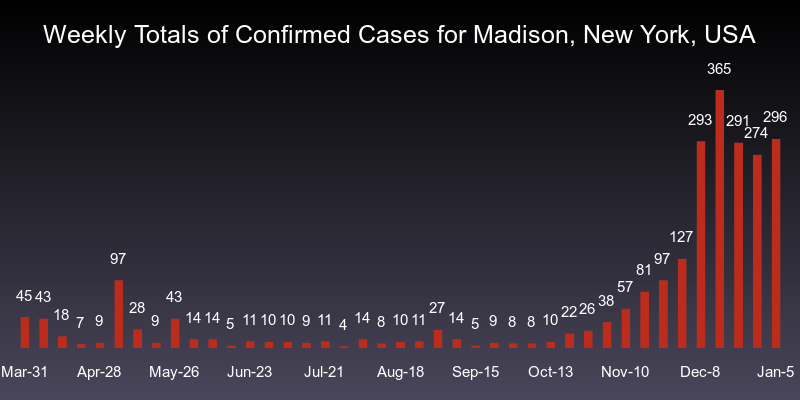 Weekly Totals of Confirmed Cases for Madison, New York, USA
45 43 18 7 9 97 28 9 43 14 14 5 11 10 10 9 11 4 14 8 10 11 27 14 5 9 8 8 10 22 26 38 57 81 97 127 293 365 291 274 296
Mar-31 Apr-28 May-26 Jun-23 Jul-21 Aug-18 Sep-15 Oct-13 Nov-10 Dec-8 Jan-5